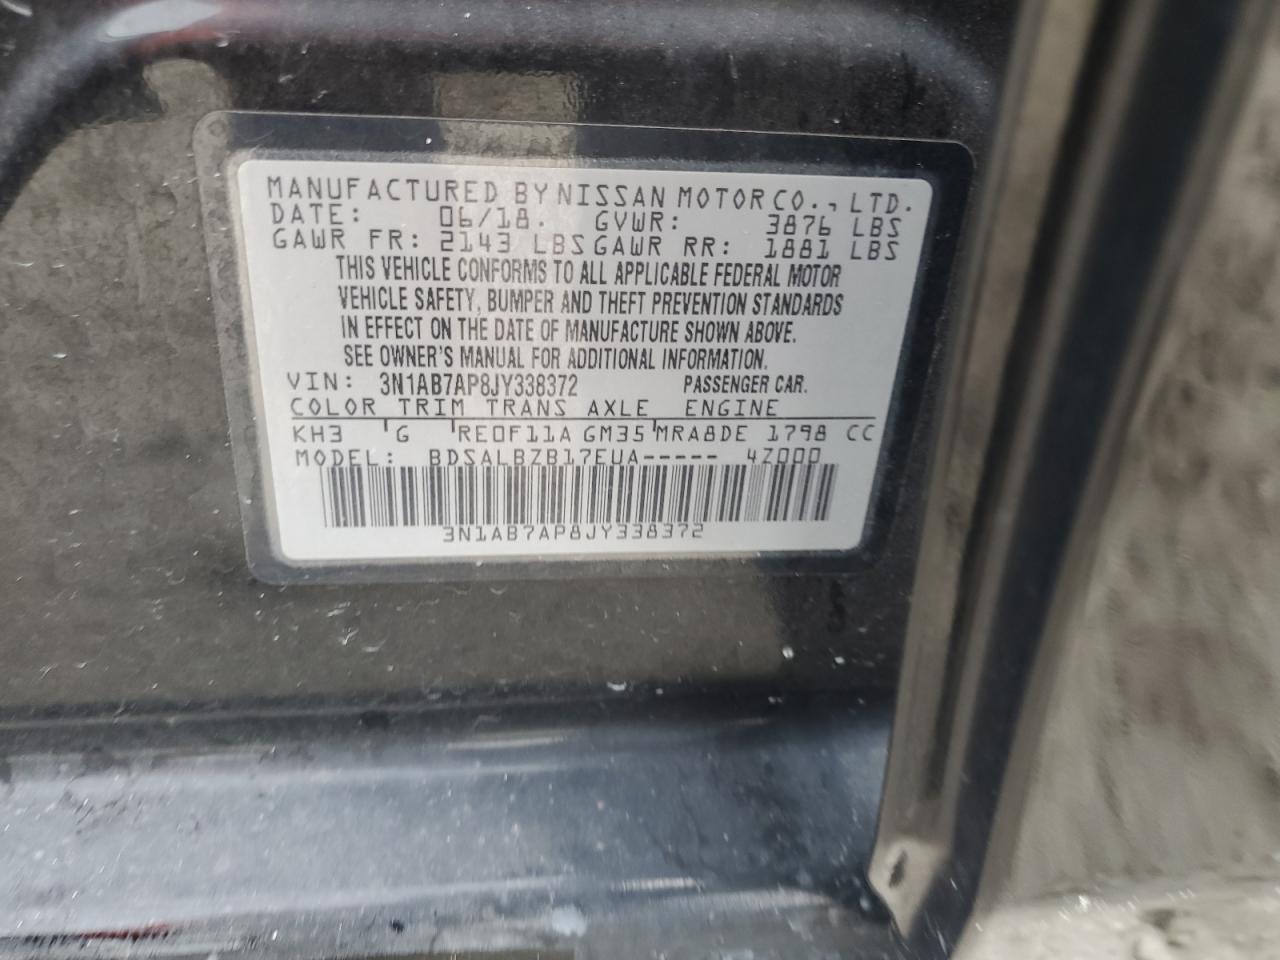 MANUFACTURED BY NISSAN MOTOR CO., LTD.
DATE: 06/18. GVWR: 3876 LBS
GAWR FR: 2143 LBS GAWR RR: 1881 LBS
THIS VEHICLE CONFORMS TO ALL APPLICABLE FEDERAL MOTOR
VEHICLE SAFETY, BUMPER AND THEFT PREVENTION STANDARDS
IN EFFECT ON THE DATE OF MANUFACTURE SHOWN ABOVE.
SEE OWNER'S MANUAL FOR ADDITIONAL INFORMATION.
VIN: 3N1AB7AP8JY338372 PASSENGER CAR.
COLOR TRIM TRANS AXLE ENGINE
KH3 G RE0F11A GM35 MRA8DE 1798 CC
MODEL: BDSALBZB17EUA----- 4Z000
3N1AB7AP8JY338372